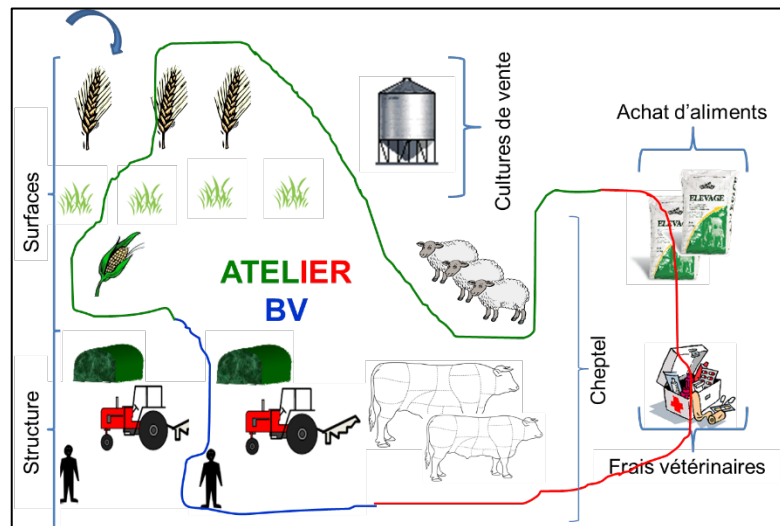 Surfaces
Structure
Cultures de vente
Achat d'aliments
ELEVAGE
ELEVAGE
ATELIER
BV
Cheptel
Frais vétérinaires